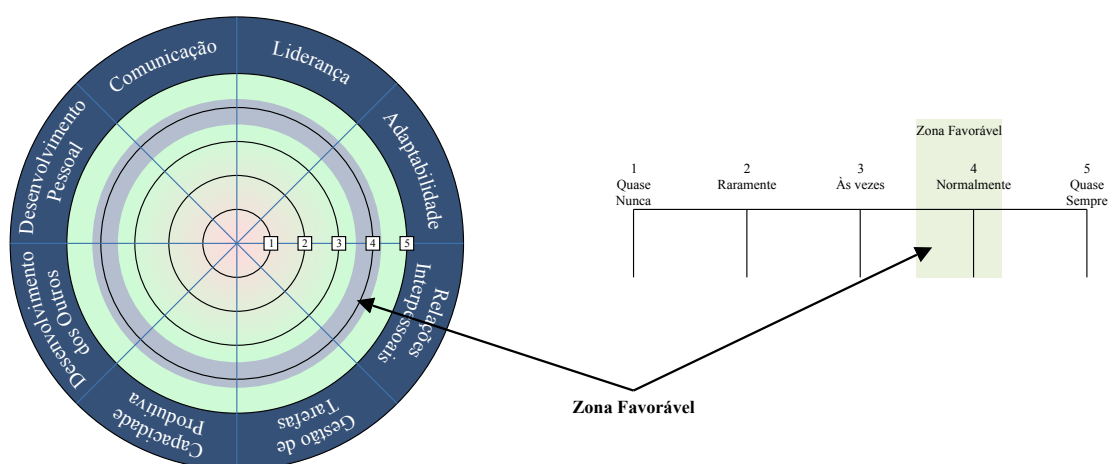 Comunicação
Liderança
Adaptabilidade
Relações
Interpessoais
Gestão de
Tarefas
Capacidade
Produtiva
Desenvolvimento
dos Outros
Desenvolvimento
Pessoal
1 2 3 4 5
Zona Favorável
1 2 3 4 5
Quase Raramente Às vezes Normalmente Quase
Nunca Sempre
Zona Favorável